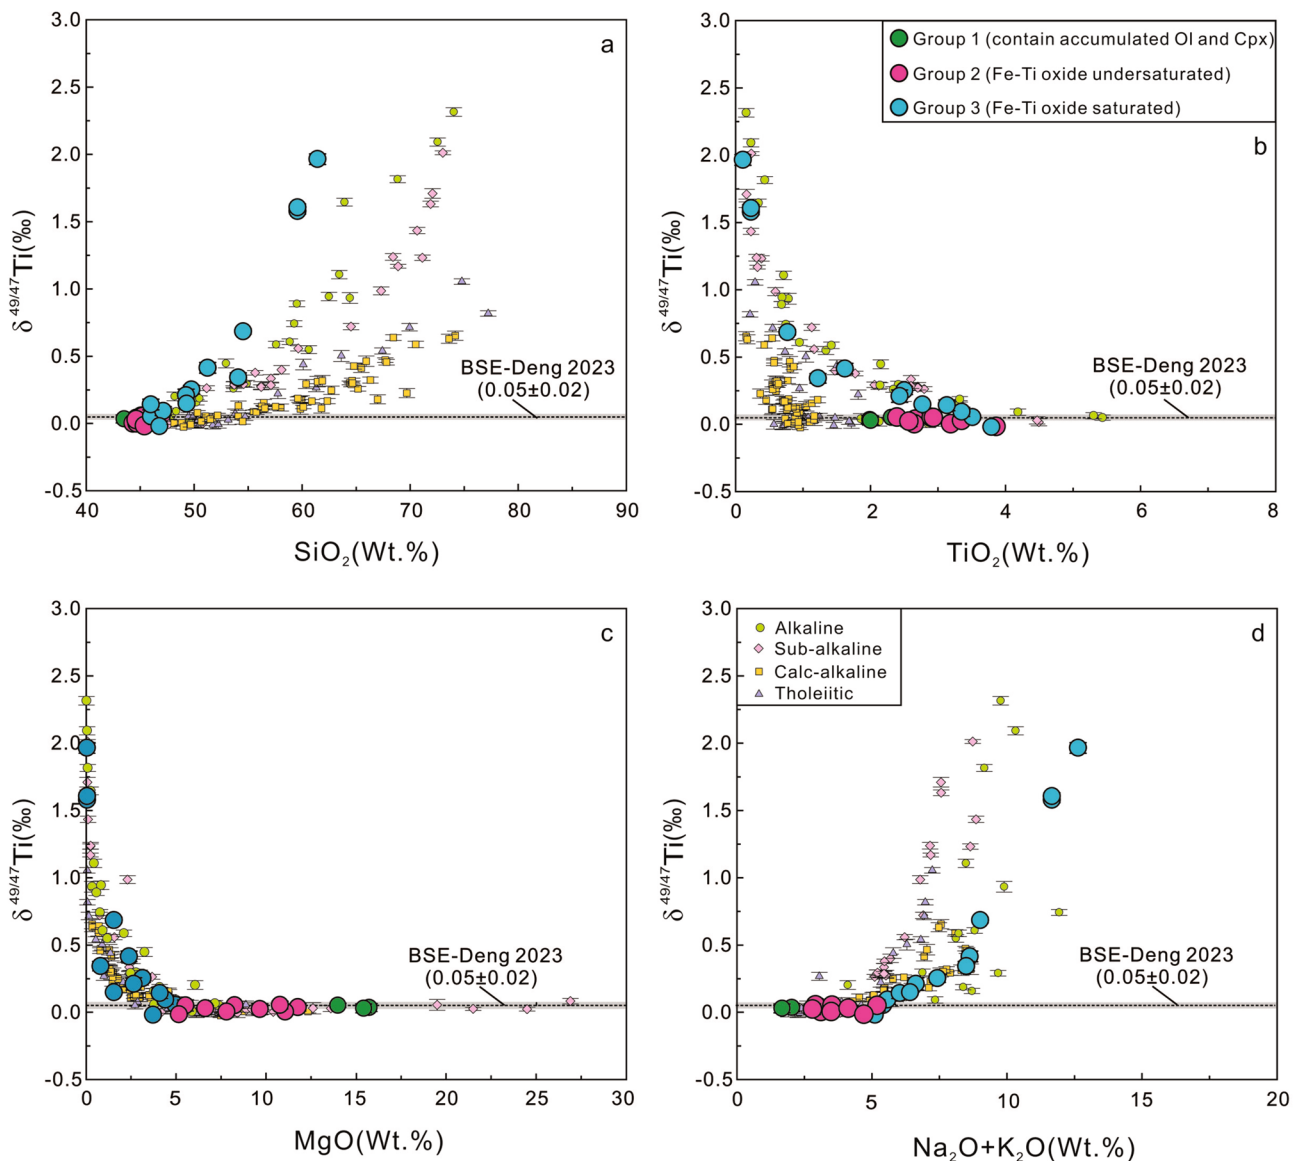 3.0
2.5
2.0
1.5
1.0
0.5
0.0
-0.5
δ 49/47Ti(‰)
a
BSE-Deng 2023
(0.05±0.02)
40 50 60 70 80 90
SiO2(Wt.%)
3.0
2.5
2.0
1.5
1.0
0.5
0.0
-0.5
δ 49/47Ti(‰)
Group 1 (contain accumulated Ol and Cpx)
Group 2 (Fe-Ti oxide undersaturated)
Group 3 (Fe-Ti oxide saturated)
b
BSE-Deng 2023
(0.05±0.02)
0 2 4 6 8
TiO2(Wt.%)
3.0
2.5
2.0
1.5
1.0
0.5
0.0
-0.5
δ 49/47Ti(‰)
c
BSE-Deng 2023
(0.05±0.02)
0 5 10 15 20 25 30
MgO(Wt.%)
3.0
2.5
2.0
1.5
1.0
0.5
0.0
-0.5
δ 49/47Ti(‰)
Alkaline
Sub-alkaline
Calc-alkaline
Tholeiitic
d
BSE-Deng 2023
(0.05±0.02)
0 5 10 15 20
Na2O+K2O(Wt.%)